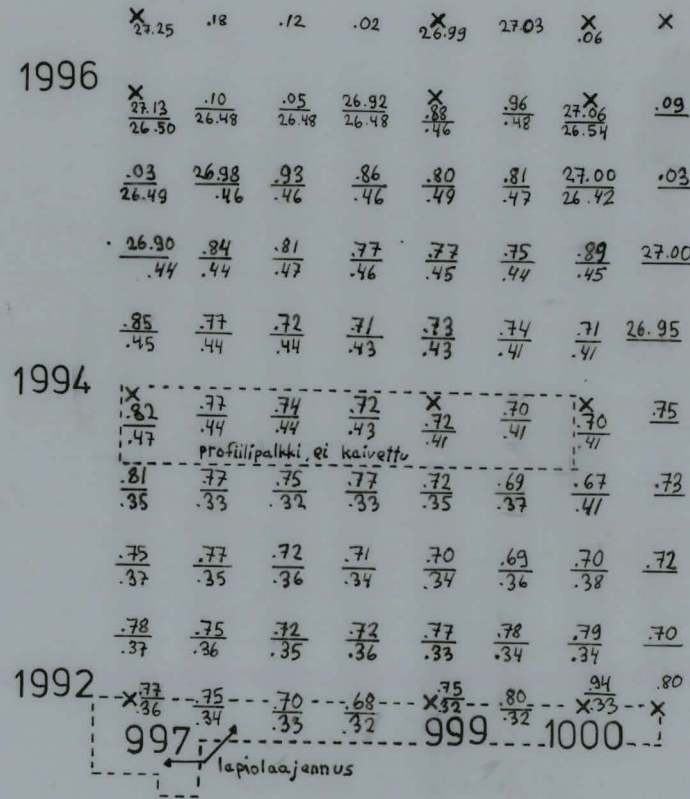 27.25 .18 .12 .02 26.99 27.03 .06
1996
27.13 .10 .05 26.92 .88 .96 27.06 .09
26.50 26.48 26.48 26.48 .46 .48 26.54
.03 26.98 .93 .86 .80 .81 27.00 .03
26.49 .46 .46 .46 .49 .47 26.42
26.90 .84 .81 .77 .77 .75 .89 27.00
.44 .44 .47 .46 .45 .44 .45
.85 .77 .72 .71 .73 .74 .71 26.95
.45 .44 .44 .43 .43 .41 .41
1994
.82 .77 .74 .72 .72 .70 .70 .75
.47 .44 .44 .43 .41 .41 .41
profiilipalkki, ei kaivettu
.81 .77 .75 .77 .72 .69 .67 .73
.35 .33 .32 .33 .35 .37 .41
.75 .77 .72 .71 .70 .69 .70 .72
.37 .35 .36 .34 .34 .36 .38
.78 .75 .72 .72 .77 .78 .79 .70
.37 .36 .35 .36 .33 .34 .34
1992
.77 .75 .70 .68 .75 .80 .94 .80
.36 .34 .33 .32 .32 .32 .33
997 999 1000
lapiolaajennus